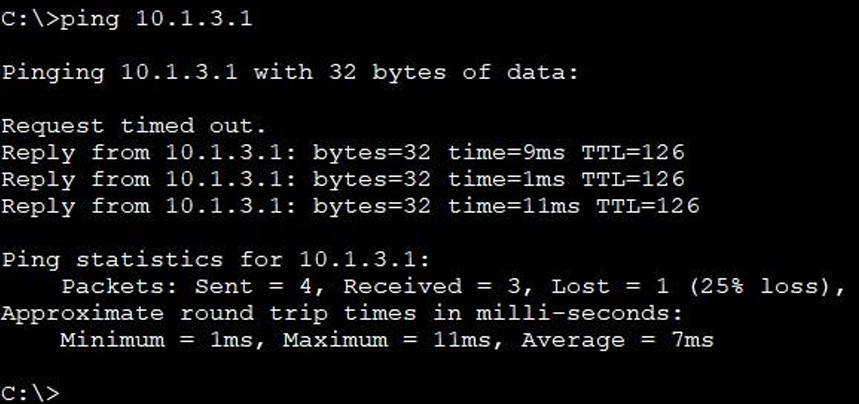 C:\>ping 10.1.3.1
Pinging 10.1.3.1 with 32 bytes of data:
Request timed out.
Reply from 10.1.3.1: bytes=32 time=9ms TTL=126
Reply from 10.1.3.1: bytes=32 time=1ms TTL=126
Reply from 10.1.3.1: bytes=32 time=11ms TTL=126
Ping statistics for 10.1.3.1:
    Packets: Sent = 4, Received = 3, Lost = 1 (25% loss),
Approximate round trip times in milli-seconds:
    Minimum = 1ms, Maximum = 11ms, Average = 7ms
C:\>